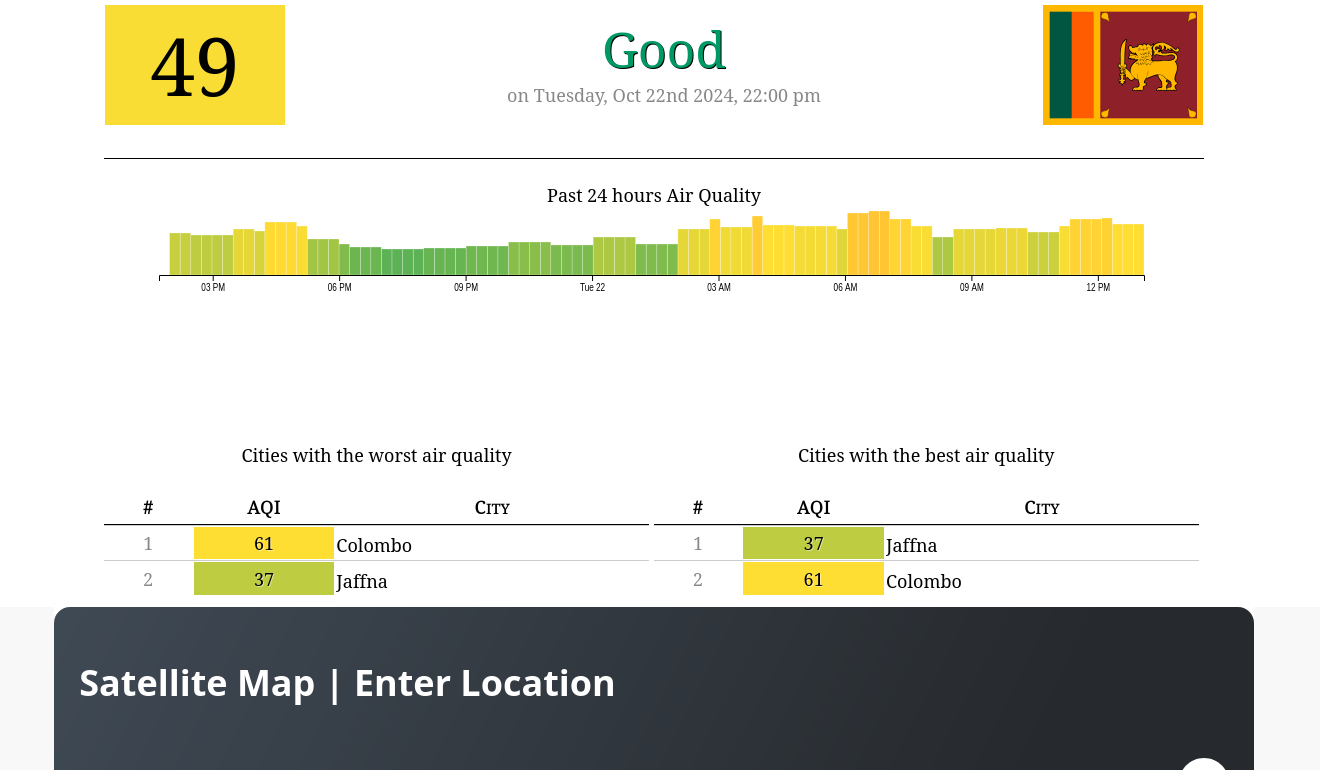 49
Good
on Tuesday, Oct 22nd 2024, 22:00 pm
Past 24 hours Air Quality
03 PM 06 PM 09 PM Tue 22 03 AM 06 AM 09 AM 12 PM
Cities with the worst air quality
# AQI City
1 61 Colombo
2 37 Jaffna
Cities with the best air quality
# AQI City
1 37 Jaffna
2 61 Colombo
Satellite Map | Enter Location